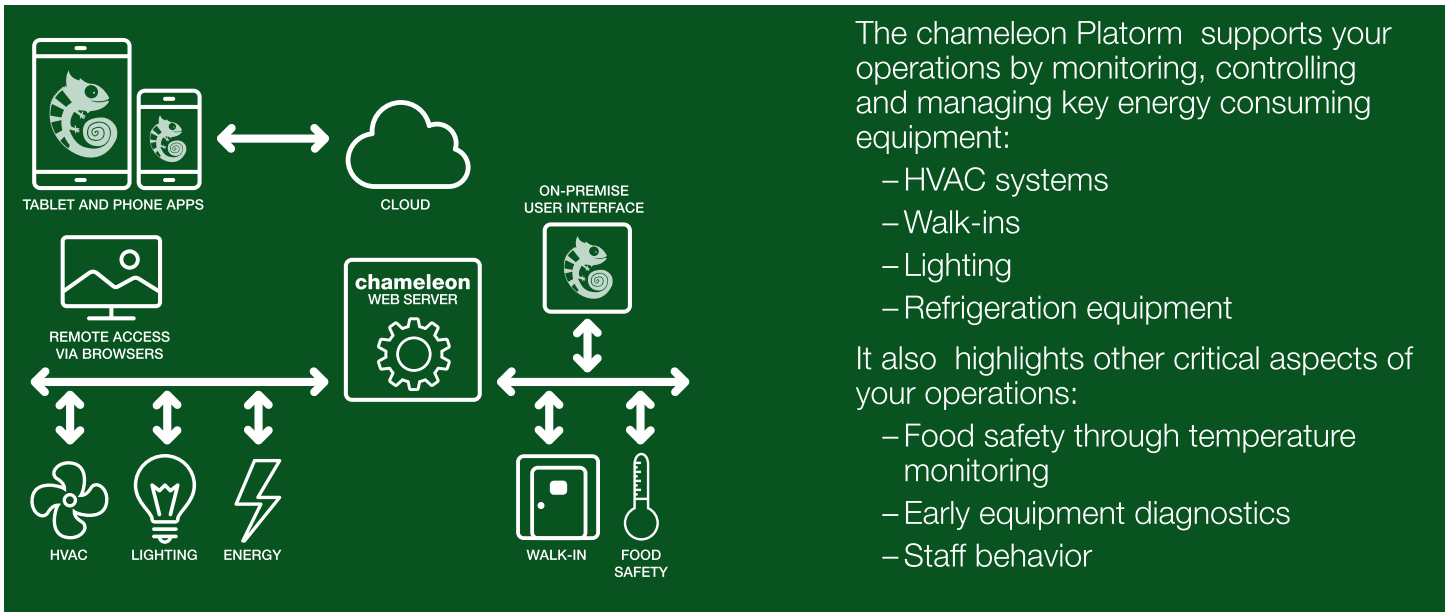 TABLET AND PHONE APPS
CLOUD
ON-PREMISE
USER INTERFACE
REMOTE ACCESS
VIA BROWSERS
chameleon
WEB SERVER
HVAC
LIGHTING
ENERGY
WALK-IN
FOOD
SAFETY
The chameleon Platorm  supports your
operations by monitoring, controlling
and managing key energy consuming
equipment:
–HVAC systems
–Walk-ins
–Lighting
–Refrigeration equipment
It also  highlights other critical aspects of
your operations:
–Food safety through temperature
monitoring
–Early equipment diagnostics
–Staff behavior